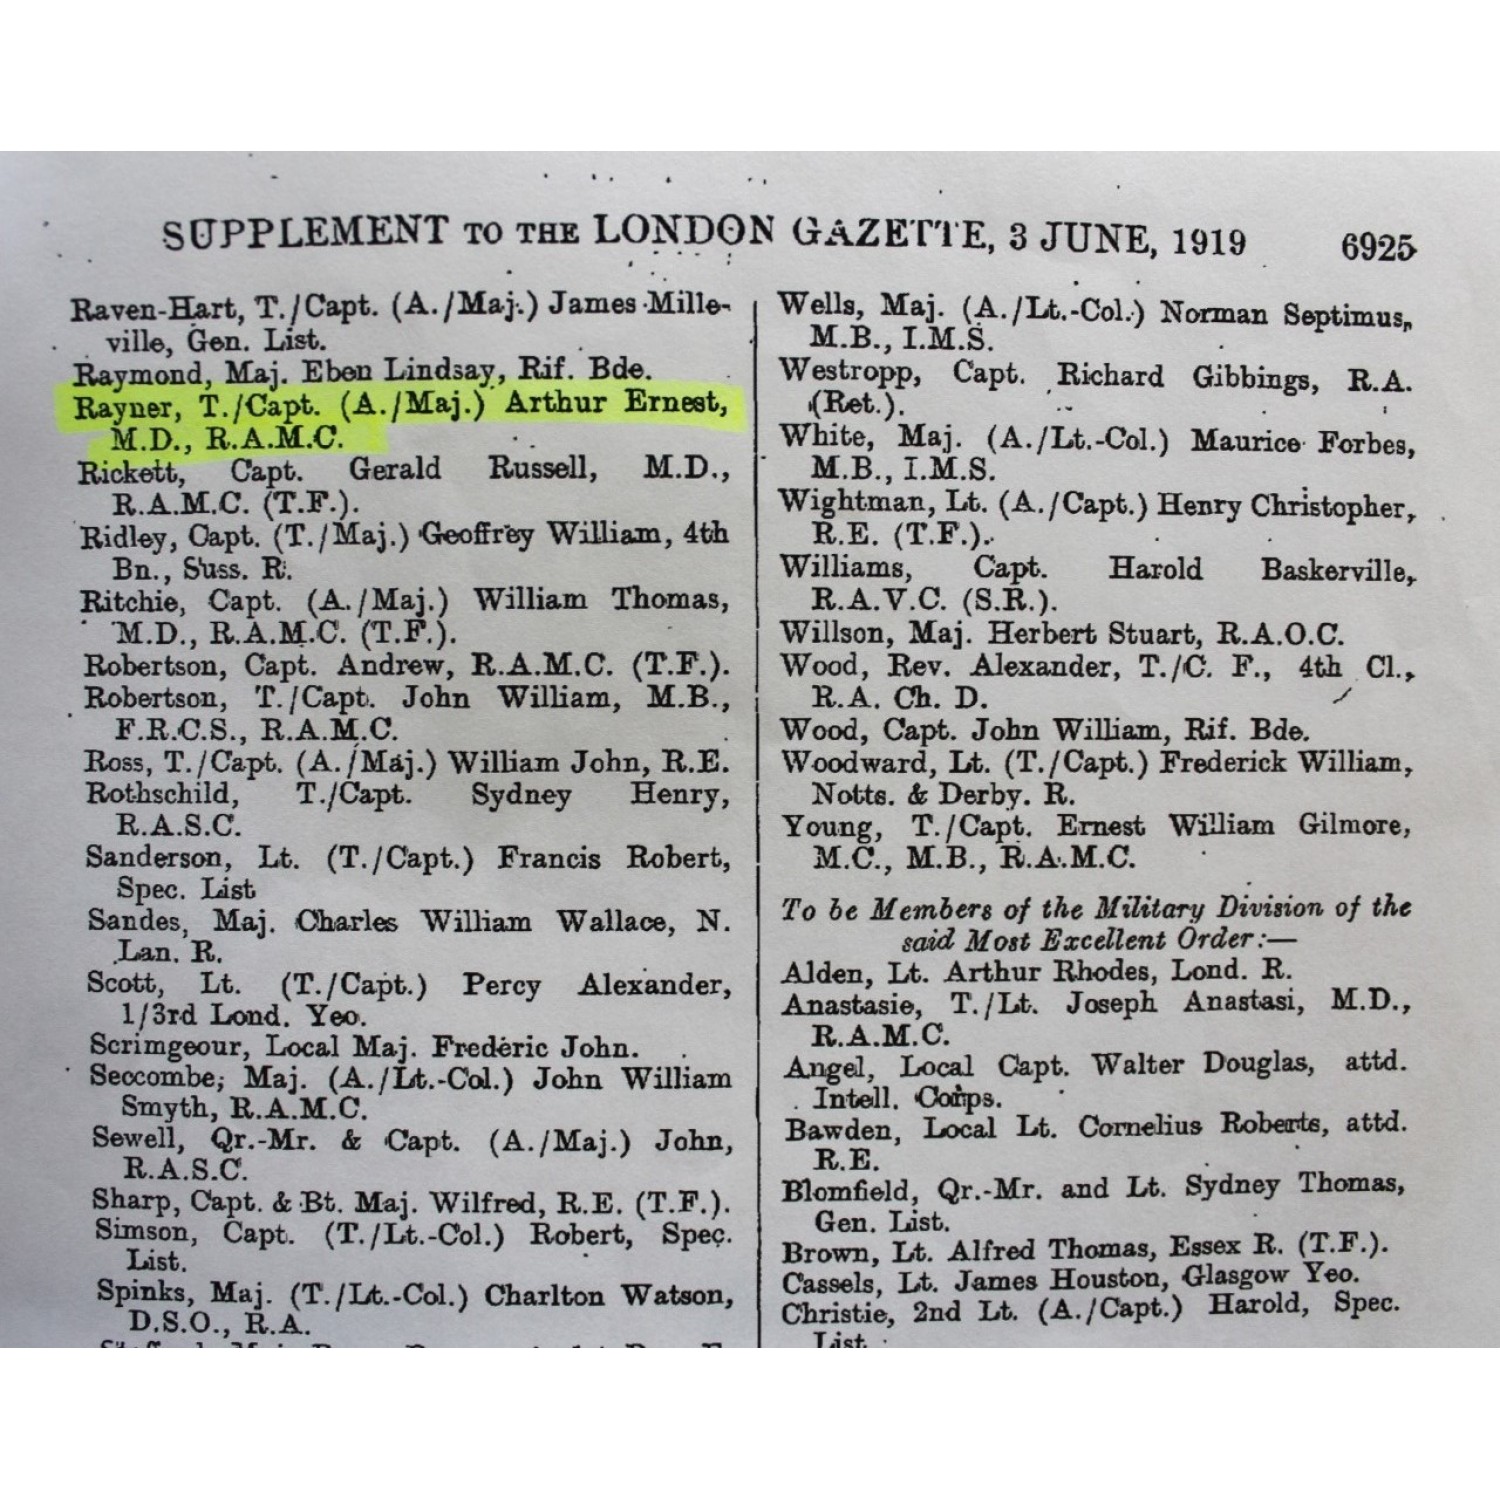 SUPPLEMENT TO THE LONDON GAZETTE, 3 JUNE, 1919 6925
Raven-Hart, T./Capt. (A./Maj.) James Mille-
ville, Gen. List.
Raymond, Maj. Eben Lindsay, Rif. Bde.
Rayner, T./Capt. (A./Maj.) Arthur Ernest,
M.D., R.A.M.C.
Rickett, Capt. Gerald Russell, M.D.,
R.A.M.C. (T.F.).
Ridley, Capt. (T./Maj.) Geoffrey William, 4th
Bn., Suss. R.
Ritchie, Capt. (A./Maj.) William Thomas,
M.D., R.A.M.C. (T.F.).
Robertson, Capt. Andrew, R.A.M.C. (T.F.).
Robertson, T./Capt. John William, M.B.,
F.R.C.S., R.A.M.C.
Ross, T./Capt. (A./Maj.) William John, R.E.
Rothschild, T./Capt. Sydney Henry,
R.A.S.C.
Sanderson, Lt. (T./Capt.) Francis Robert,
Spec. List
Sandes, Maj. Charles William Wallace, N.
Lan. R.
Scott, Lt. (T./Capt.) Percy Alexander,
1/3rd Lond. Yeo.
Scrimgeour, Local Maj. Frederic John.
Seccombe, Maj. (A./Lt.-Col.) John William
Smyth, R.A.M.C.
Sewell, Qr.-Mr. & Capt. (A./Maj.) John,
R.A.S.C.
Sharp, Capt. & Bt. Maj. Wilfred, R.E. (T.F.).
Simson, Capt. (T./Lt.-Col.) Robert, Spec.
List.
Spinks, Maj. (T./Lt.-Col.) Charlton Watson,
D.S.O., R.A.
Wells, Maj. (A./Lt.-Col.) Norman Septimus,
M.B., I.M.S.
Westropp, Capt. Richard Gibbings, R.A.
(Ret.).
White, Maj. (A./Lt.-Col.) Maurice Forbes,
M.B., I.M.S.
Wightman, Lt. (A./Capt.) Henry Christopher,
R.E. (T.F.).
Williams, Capt. Harold Baskerville,
R.A.V.C. (S.R.).
Willson, Maj. Herbert Stuart, R.A.O.C.
Wood, Rev. Alexander, T./C. F., 4th Cl.,
R.A. Ch. D.
Wood, Capt. John William, Rif. Bde.
Woodward, Lt. (T./Capt.) Frederick William,
Notts. & Derby. R.
Young, T./Capt. Ernest William Gilmore,
M.C., M.B., R.A.M.C.
To be Members of the Military Division of the
said Most Excellent Order:—
Alden, Lt. Arthur Rhodes, Lond. R.
Anastasie, T./Lt. Joseph Anastasi, M.D.,
R.A.M.C.
Angel, Local Capt. Walter Douglas, attd.
Intell. Corps.
Bawden, Local Lt. Cornelius Roberts, attd.
R.E.
Blomfield, Qr.-Mr. and Lt. Sydney Thomas,
Gen. List.
Brown, Lt. Alfred Thomas, Essex R. (T.F.).
Cassels, Lt. James Houston, Glasgow Yeo.
Christie, 2nd Lt. (A./Capt.) Harold, Spec.
List